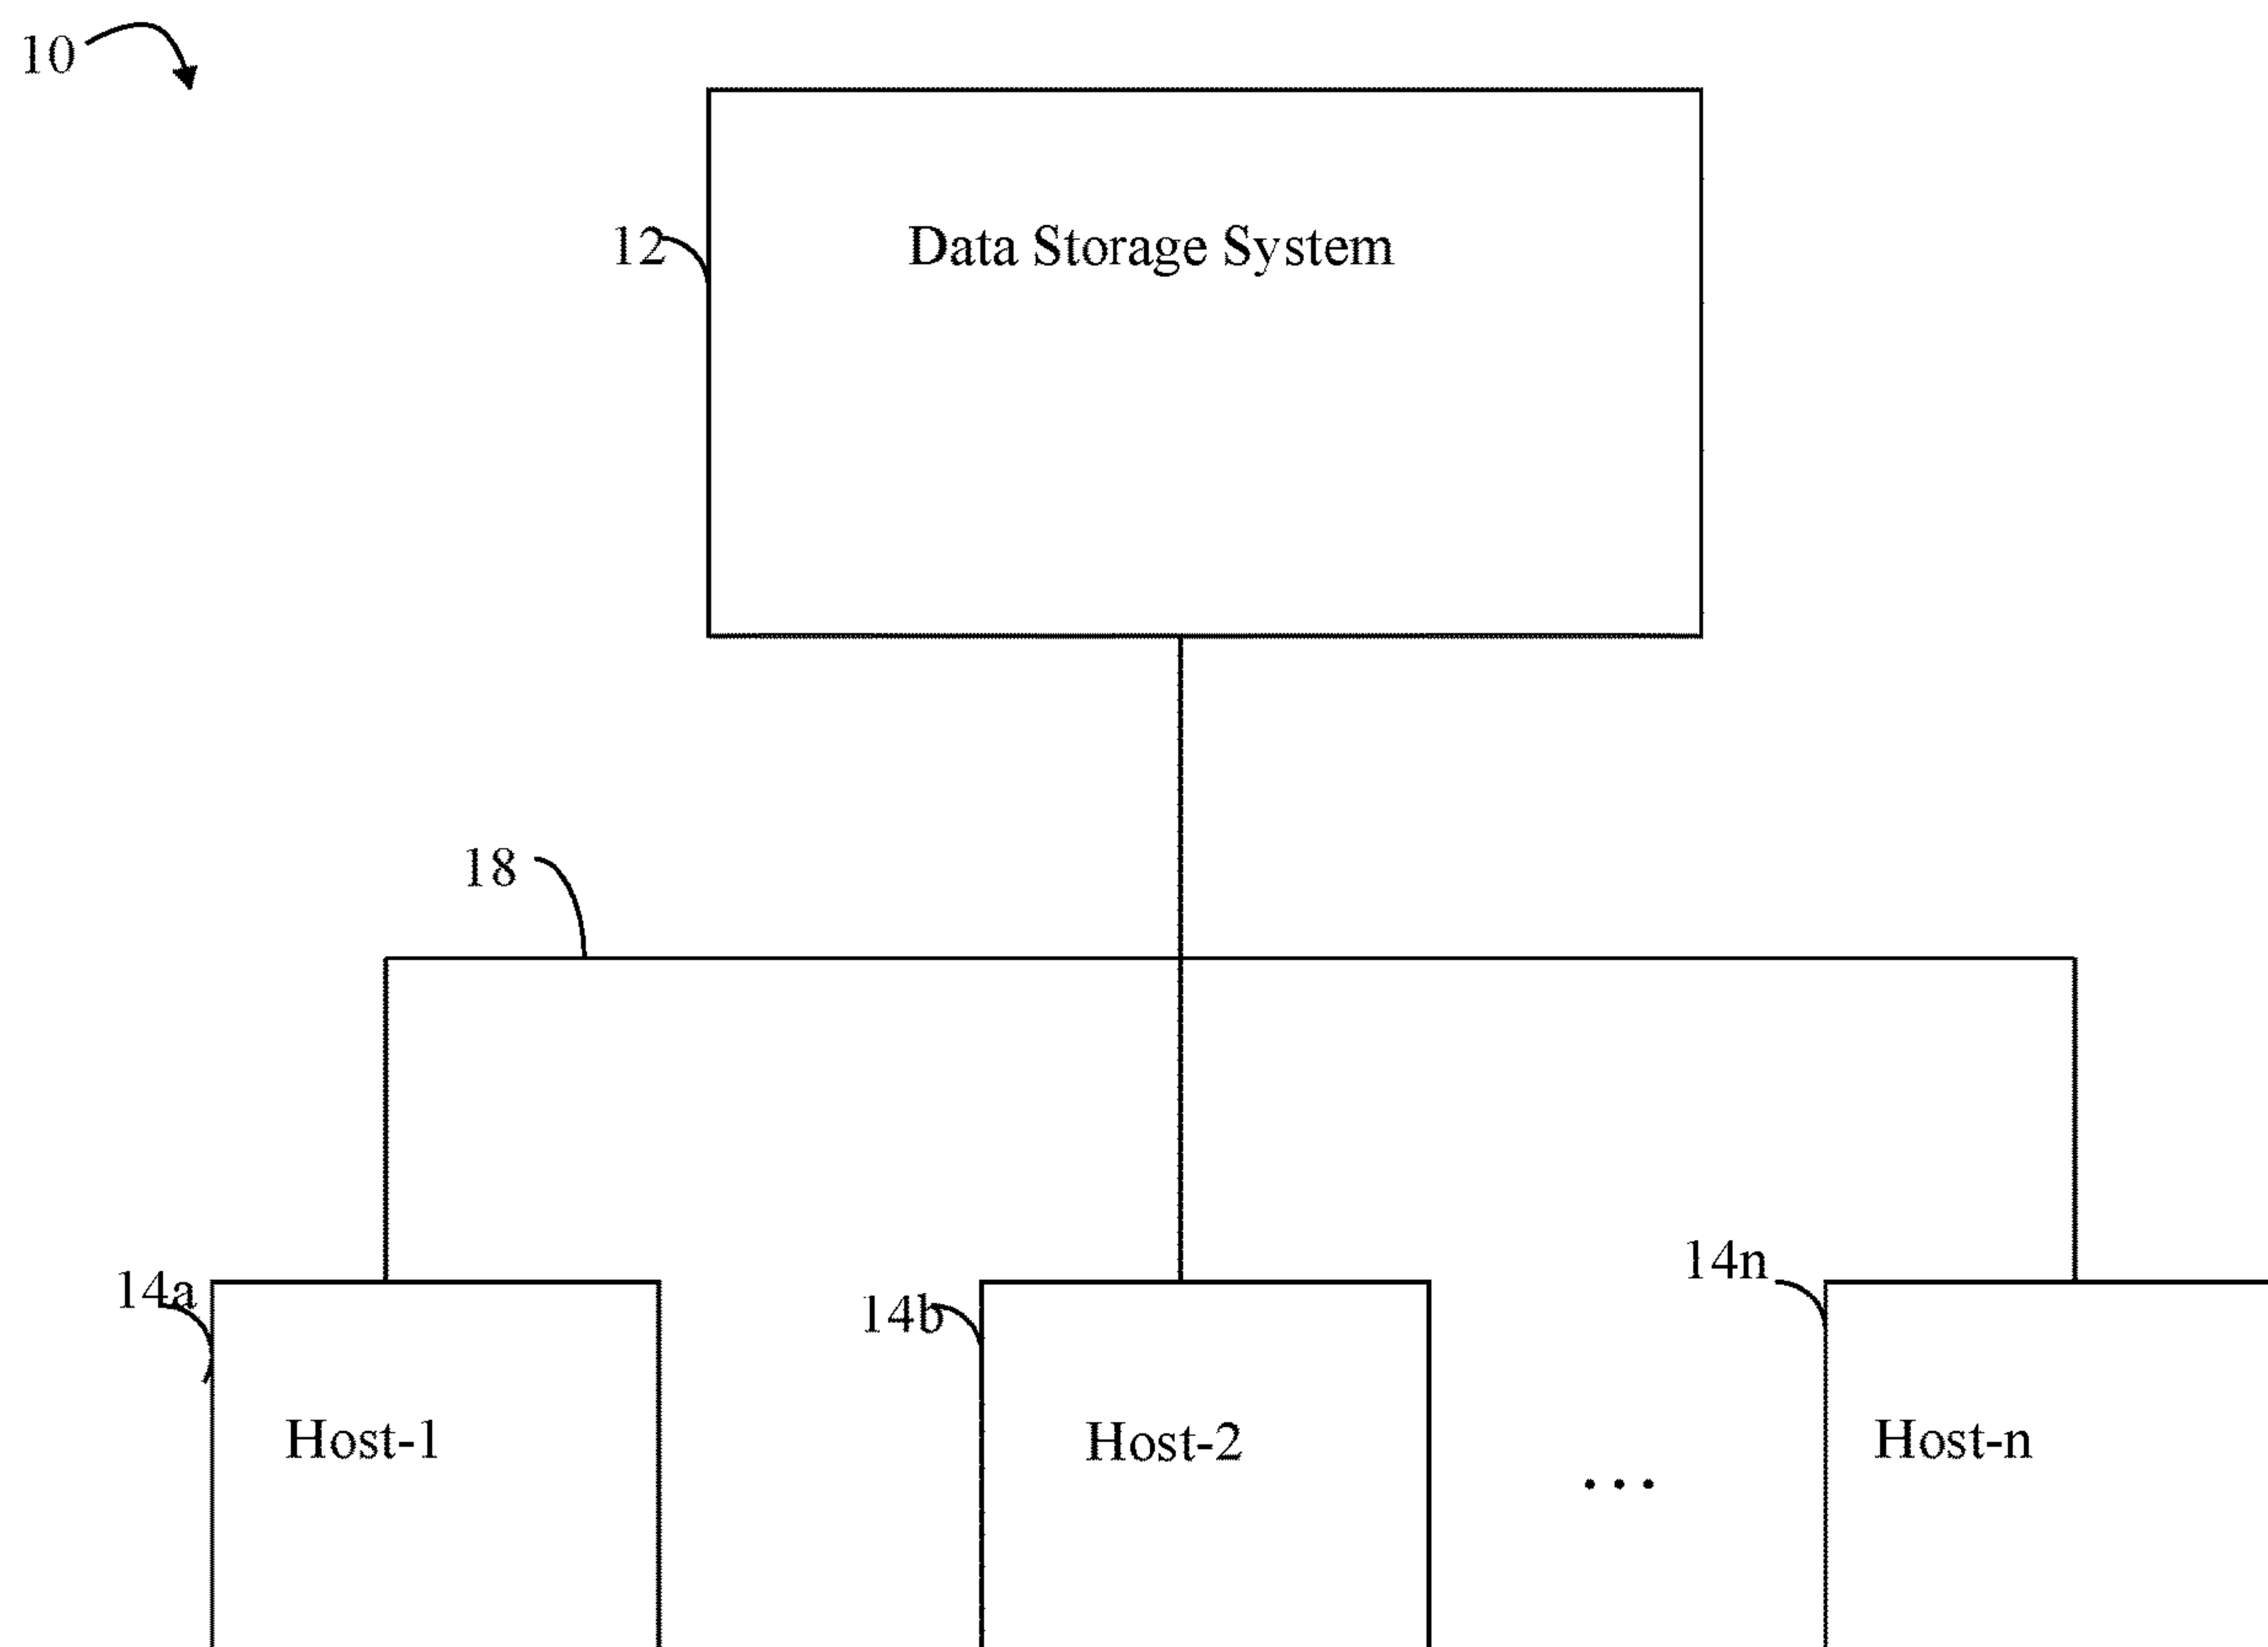 10
12
Data Storage System
18
14a
14b
14n
Host-1
Host-2
...
Host-n